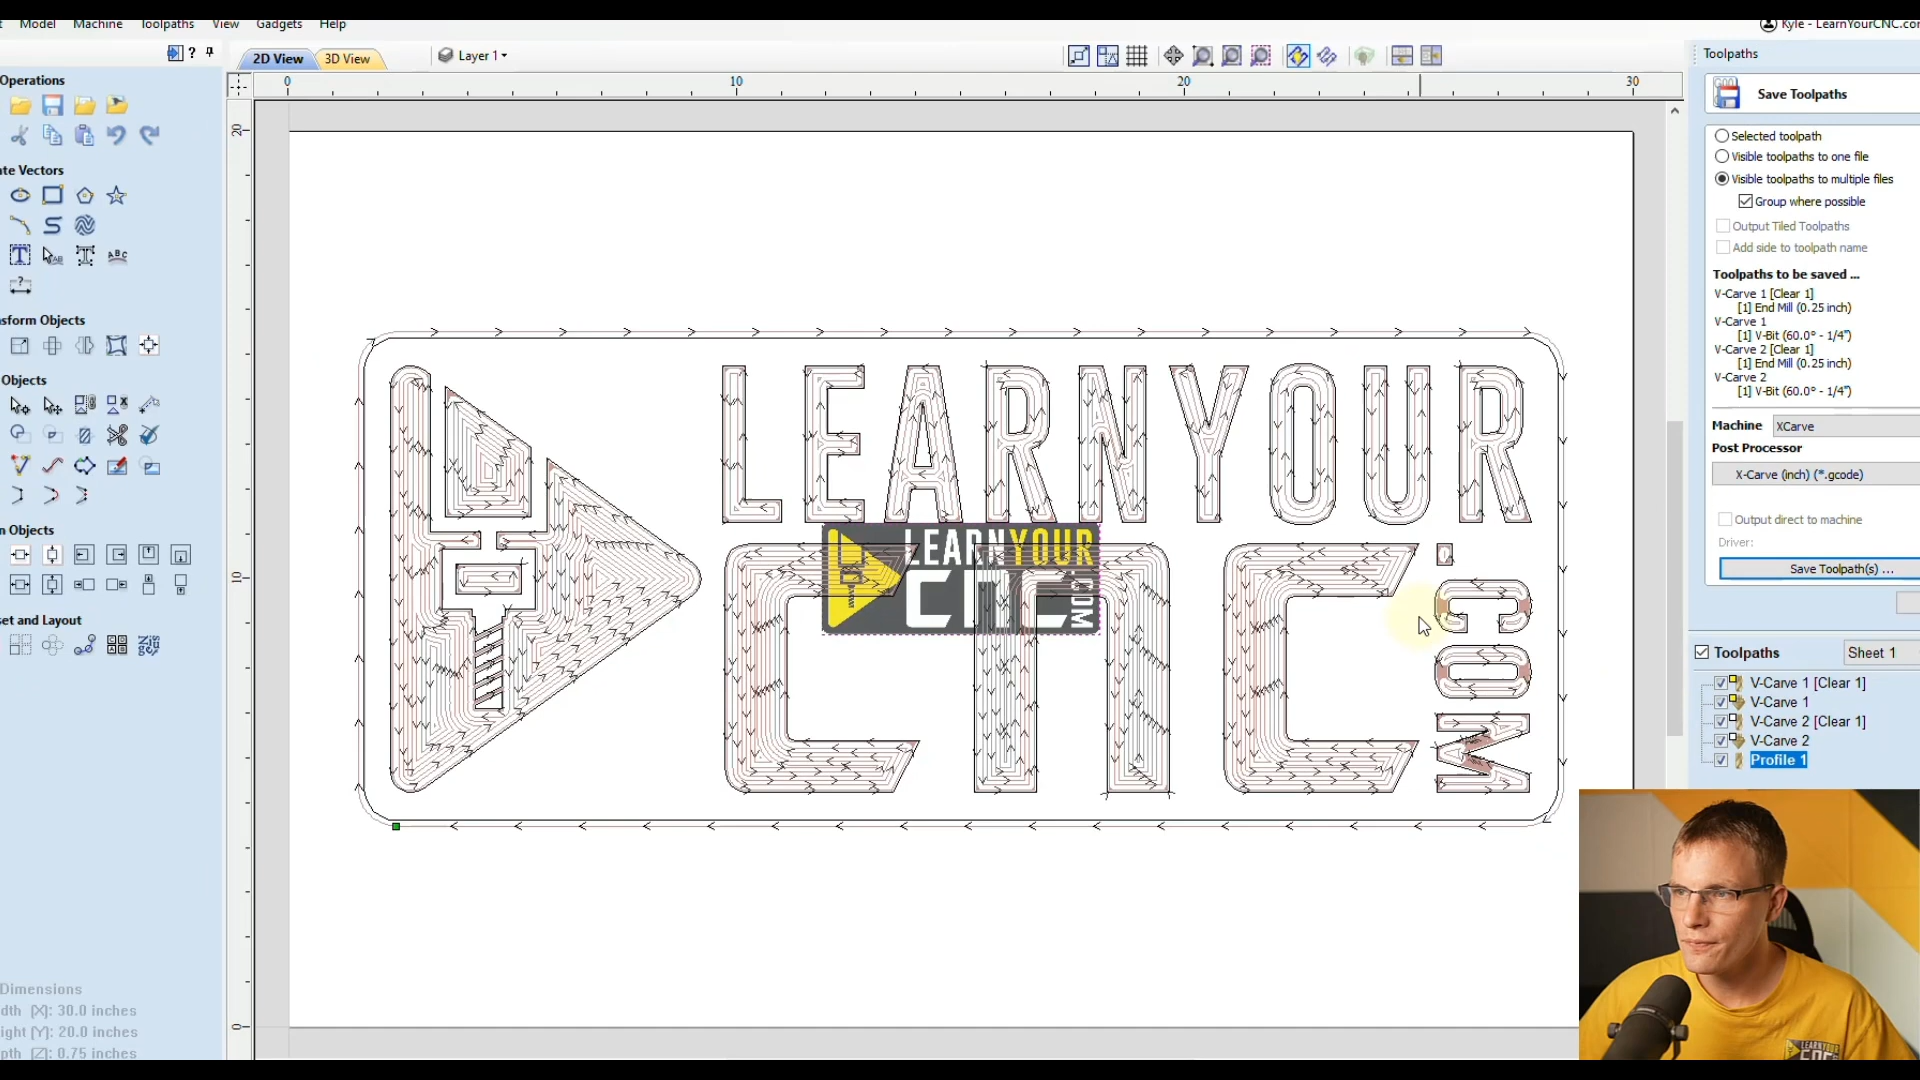 Model Machine Toolpaths View Gadgets Help
Kyle - LearnYourCNC.com
2D View 3D View Layer 1
Toolpaths
0 10 20 30
Operations
Save Toolpaths
20
Selected toolpath
Visible toolpaths to one file
ate Vectors
Visible toolpaths to multiple files
Group where possible
Output Tiled Toolpaths
Add side to toolpath name
Toolpaths to be saved ...
V-Carve 1 [Clear 1]
[1] End Mill (0.25 inch)
V-Carve 1
[1] V-Bit (60.0° - 1/4")
V-Carve 2 [Clear 1]
[1] End Mill (0.25 inch)
V-Carve 2
[1] V-Bit (60.0° - 1/4")
sform Objects
Objects
Machine XCarve
Post Processor
X-Carve (inch) (*.gcode)
Output direct to machine
Driver:
Save Toolpath(s) ...
LEARNYOUR
CNC
.COM
LEARNYOUR
CNC
.COM
n Objects
10
set and Layout
Toolpaths Sheet 1
V-Carve 1 [Clear 1]
V-Carve 1
V-Carve 2 [Clear 1]
V-Carve 2
Profile 1
Dimensions
dth (X): 30.0 inches
ight (Y): 20.0 inches
pth (Z): 0.75 inches
0
LEARNYOUR
CNC